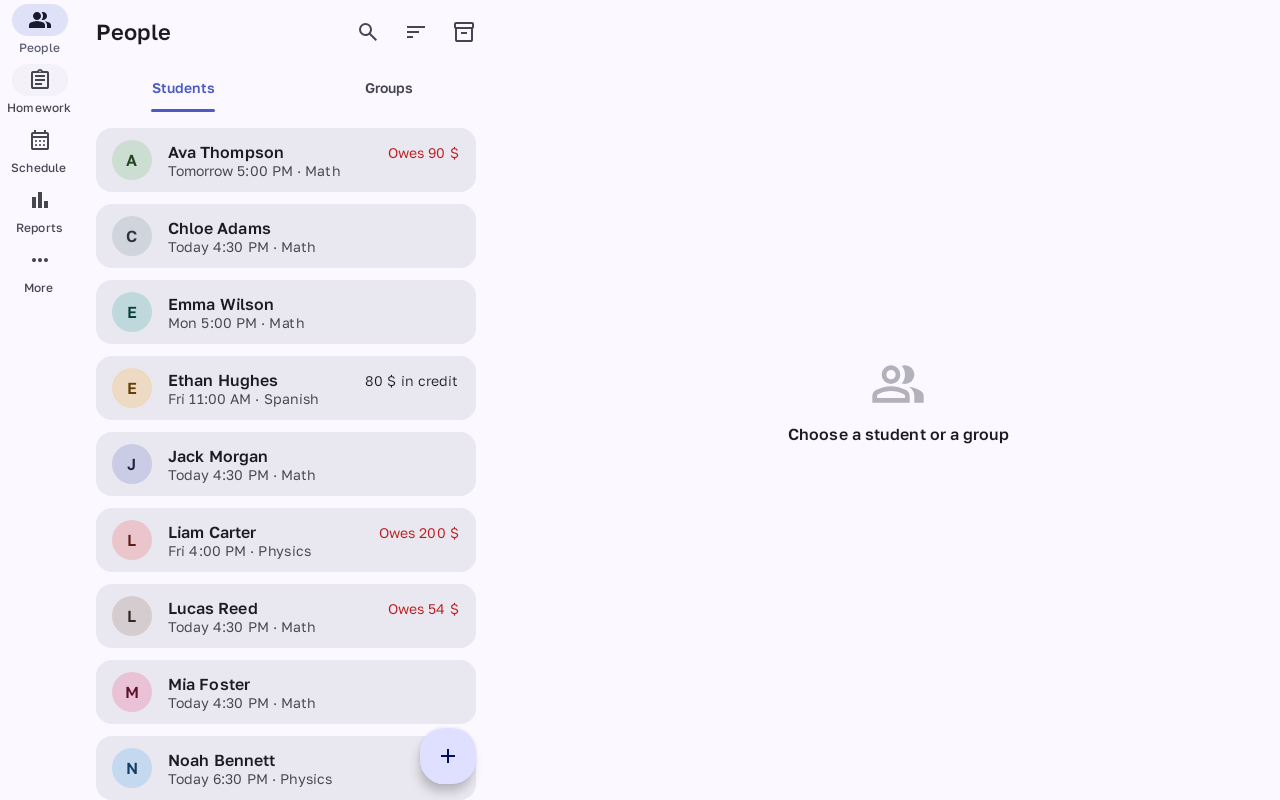 People
Homework
Schedule
Reports
More
People
Students
Groups
A
Ava Thompson
Owes 90 $
Tomorrow 5:00 PM · Math
C
Chloe Adams
Today 4:30 PM · Math
E
Emma Wilson
Mon 5:00 PM · Math
E
Ethan Hughes
80 $ in credit
Fri 11:00 AM · Spanish
J
Jack Morgan
Today 4:30 PM · Math
L
Liam Carter
Owes 200 $
Fri 4:00 PM · Physics
L
Lucas Reed
Owes 54 $
Today 4:30 PM · Math
M
Mia Foster
Today 4:30 PM · Math
N
Noah Bennett
Today 6:30 PM · Physics
Choose a student or a group